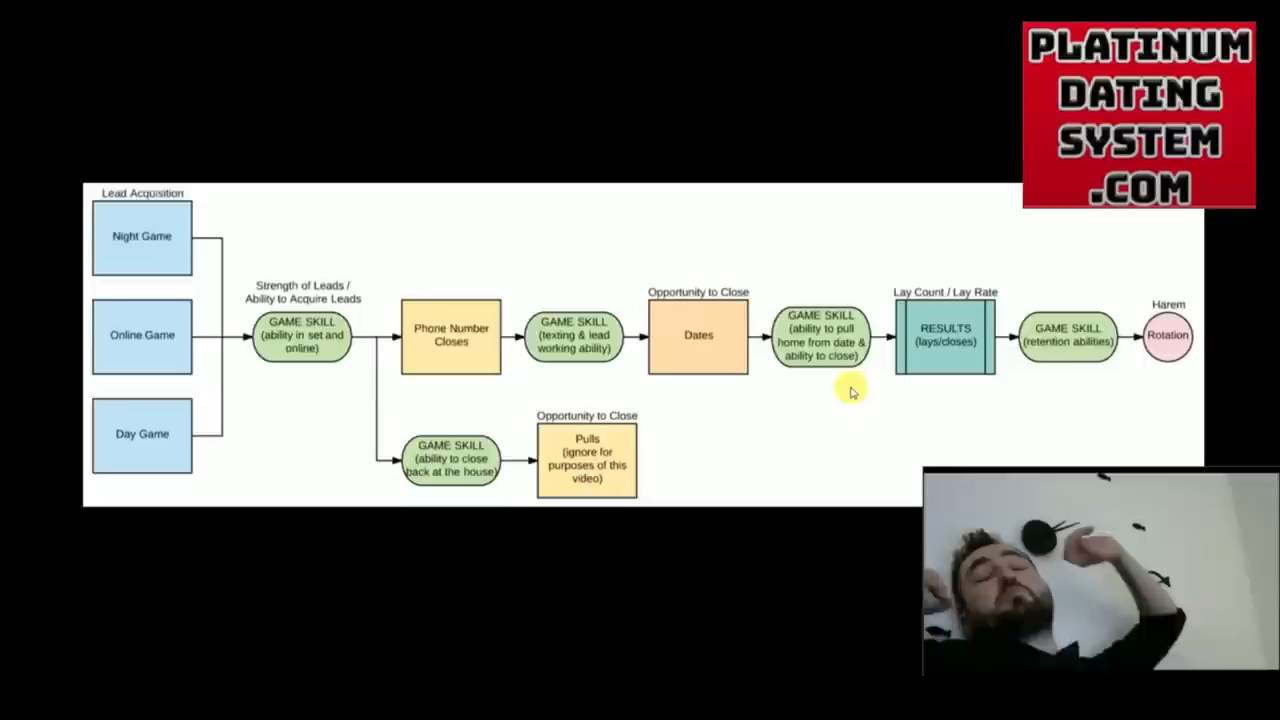 PLATINUM
DATING
SYSTEM
.COM
Lead Acquisition
Night Game
Online Game
Day Game
Strength of Leads /
Ability to Acquire Leads
GAME SKILL
(ability in set and
online)
Phone Number
Closes
GAME SKILL
(texting & lead
working ability)
Opportunity to Close
Dates
GAME SKILL
(ability to pull
home from date &
ability to close)
Lay Count / Lay Rate
RESULTS
(lays/closes)
GAME SKILL
(retention abilities)
Harem
Rotation
GAME SKILL
(ability to close
back at the house)
Opportunity to Close
Pulls
(ignore for
purposes of this
video)